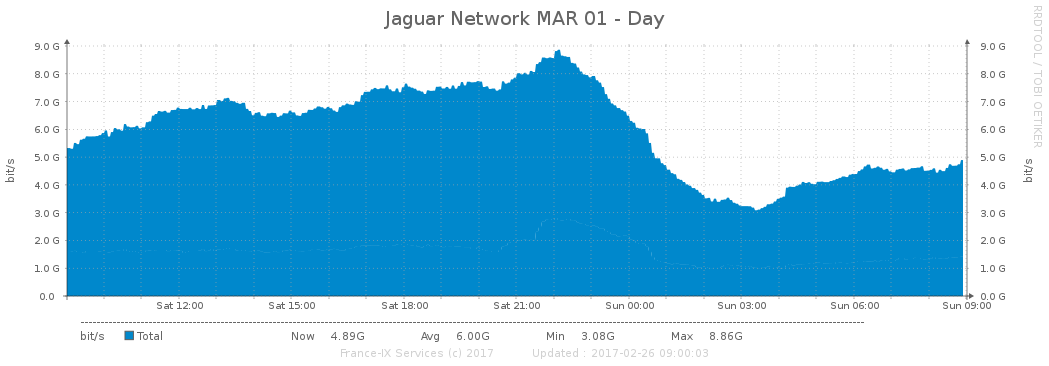 Jaguar Network MAR 01 - Day
RRDTOOL / TOBI OETIKER
bit/s
9.0 G
8.0 G
7.0 G
6.0 G
5.0 G
4.0 G
3.0 G
2.0 G
1.0 G
0.0
9.0 G
8.0 G
7.0 G
6.0 G
5.0 G
4.0 G
3.0 G
2.0 G
1.0 G
0.0 G
bit/s
Sat 12:00 Sat 15:00 Sat 18:00 Sat 21:00 Sun 00:00 Sun 03:00 Sun 06:00 Sun 09:00
bit/s Total Now 4.89G Avg 6.00G Min 3.08G Max 8.86G
France-IX Services (c) 2017 Updated : 2017-02-26 09:00:03